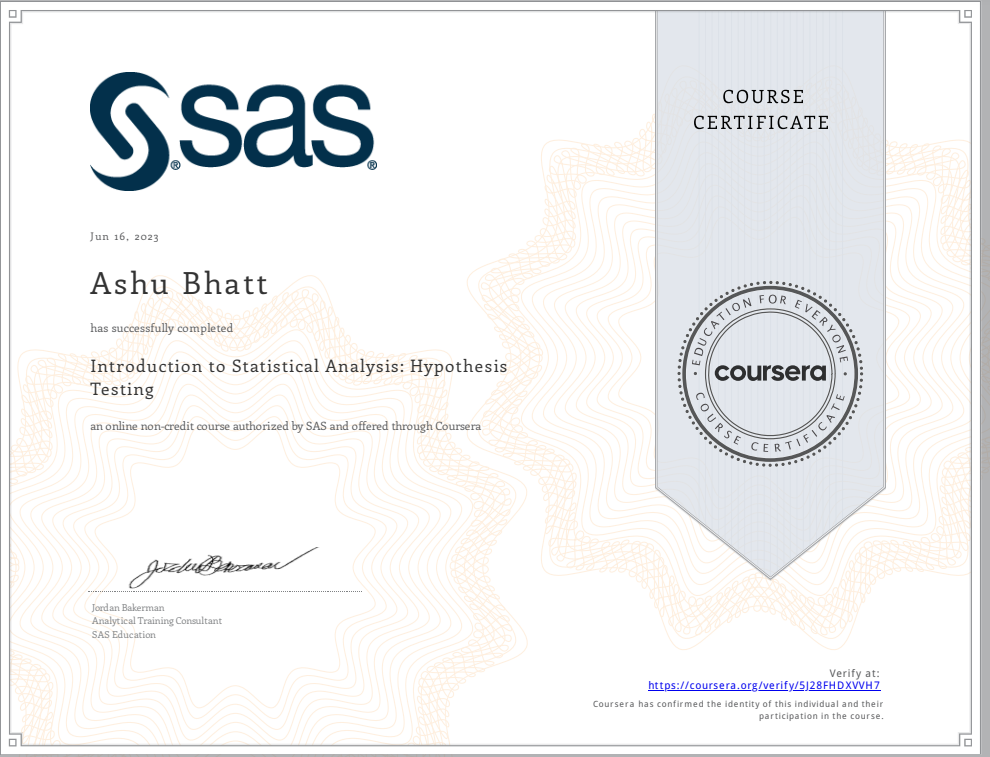 sas
®
®
COURSE
CERTIFICATE
Jun 16, 2023
Ashu Bhatt
has successfully completed
Introduction to Statistical Analysis: Hypothesis
Testing
an online non-credit course authorized by SAS and offered through Coursera
EDUCATION FOR EVERYONE
coursera
COURSE CERTIFICATE
Jordan Bakerman
Jordan Bakerman
Analytical Training Consultant
SAS Education
Verify at:
https://coursera.org/verify/5J28FHDXVVH7
Coursera has confirmed the identity of this individual and their
participation in the course.